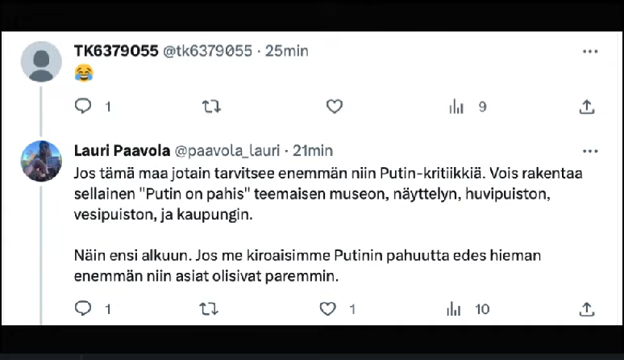 TK6379055 @tk6379055 · 25min
😂
1 9
Lauri Paavola @paavola_lauri · 21min
Jos tämä maa jotain tarvitsee enemmän niin Putin-kritiikkiä. Vois rakentaa
sellainen "Putin on pahis" teemaisen museon, näyttelyn, huvipuiston,
vesipuiston, ja kaupungin.
Näin ensi alkuun. Jos me kiroaisimme Putinin pahuutta edes hieman
enemmän niin asiat olisivat paremmin.
1 1 10